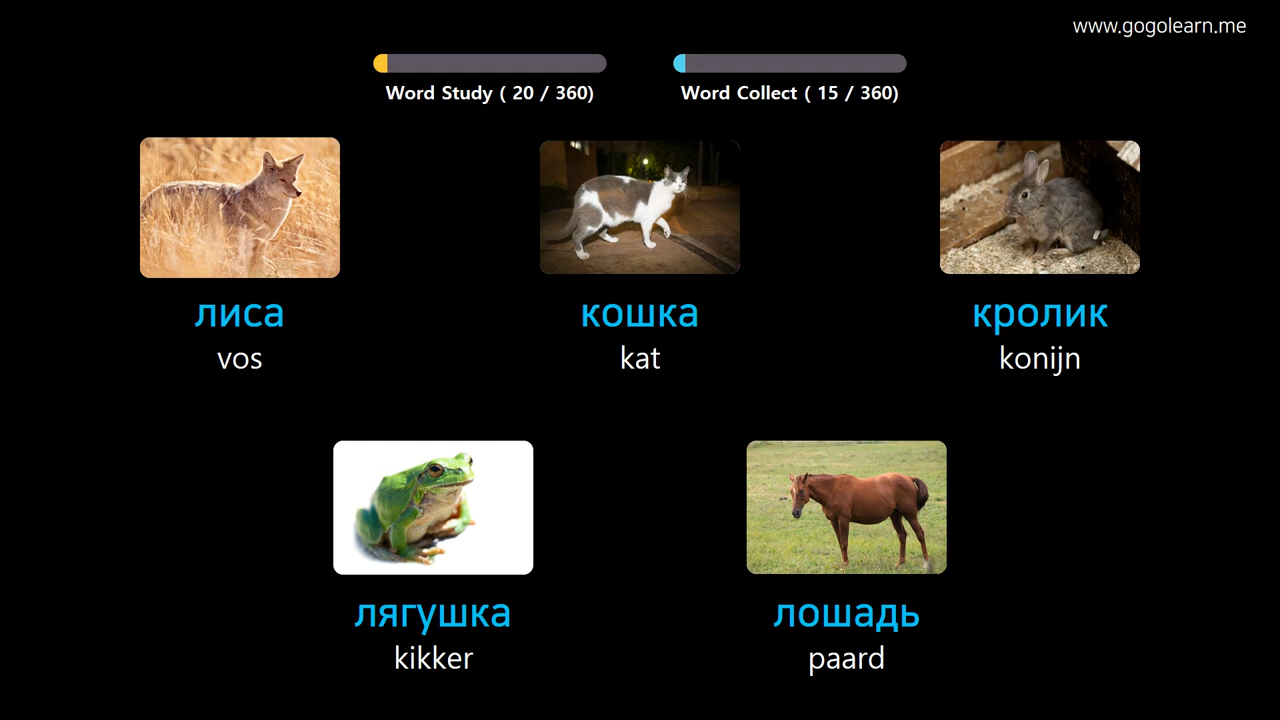 www.gogolearn.me
Word Study ( 20 / 360)
Word Collect ( 15 / 360)
лиса
vos
кошка
kat
кролик
konijn
лягушка
kikker
лошадь
paard